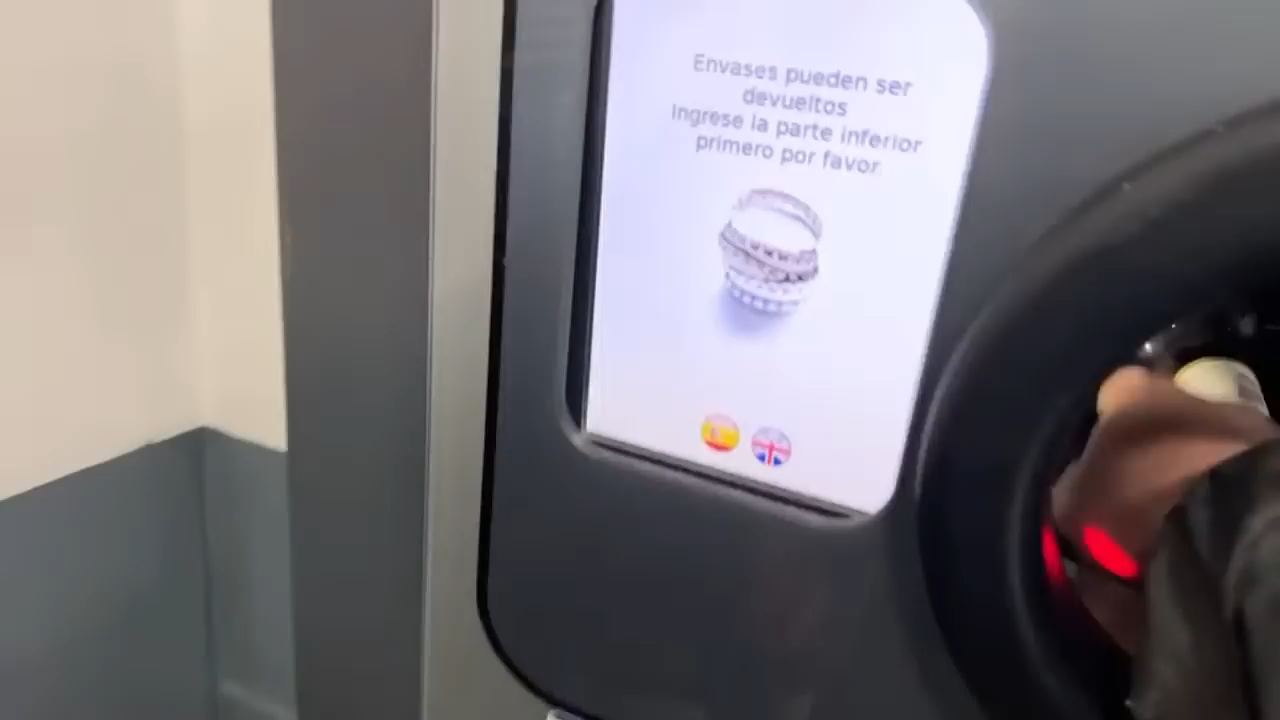 Envases pueden ser
devueltos
Ingrese la parte inferior
primero por favor